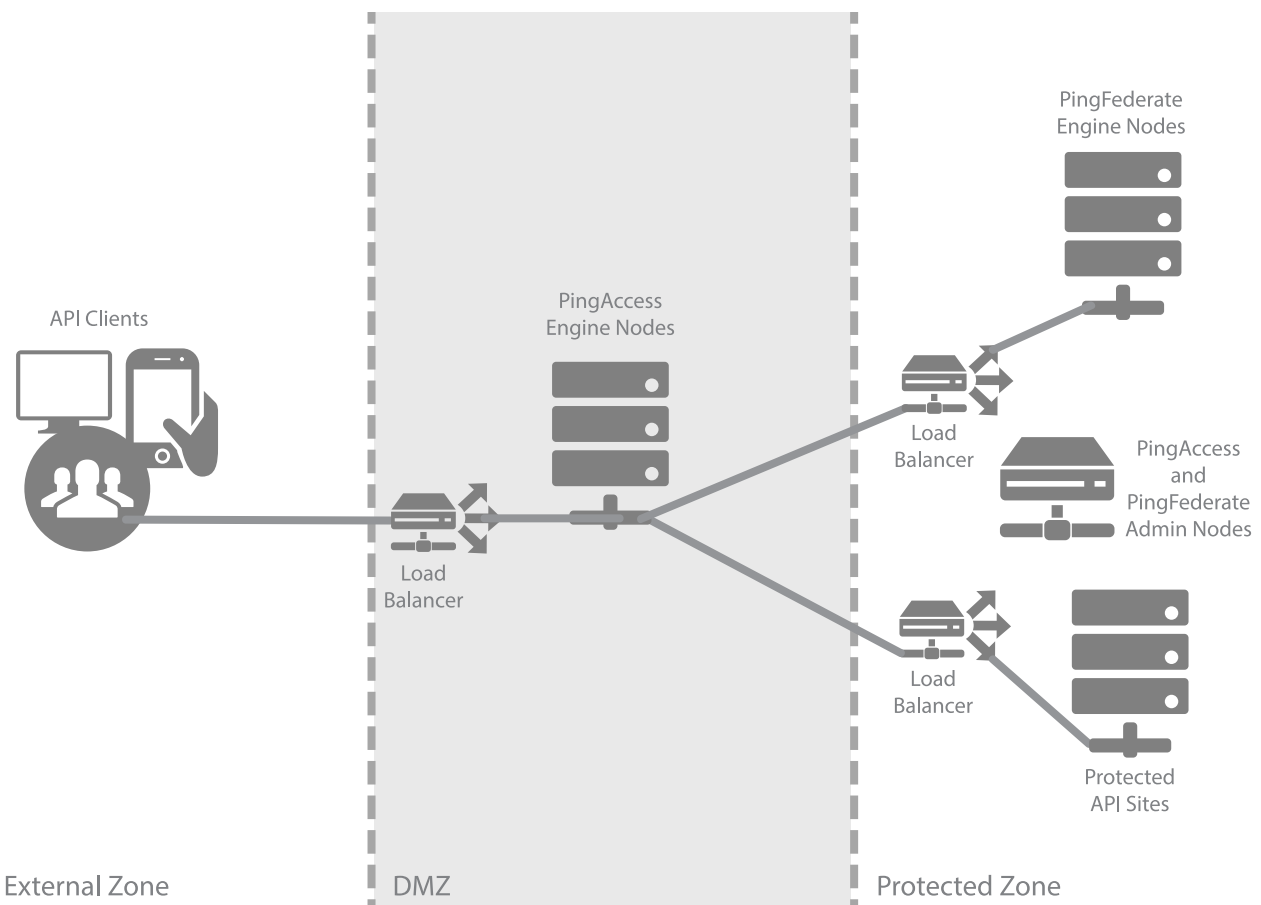 API Clients
PingAccess
Engine Nodes
Load
Balancer
PingFederate
Engine Nodes
Load
Balancer
PingAccess
and
PingFederate
Admin Nodes
Load
Balancer
Protected
API Sites
External Zone
DMZ
Protected Zone